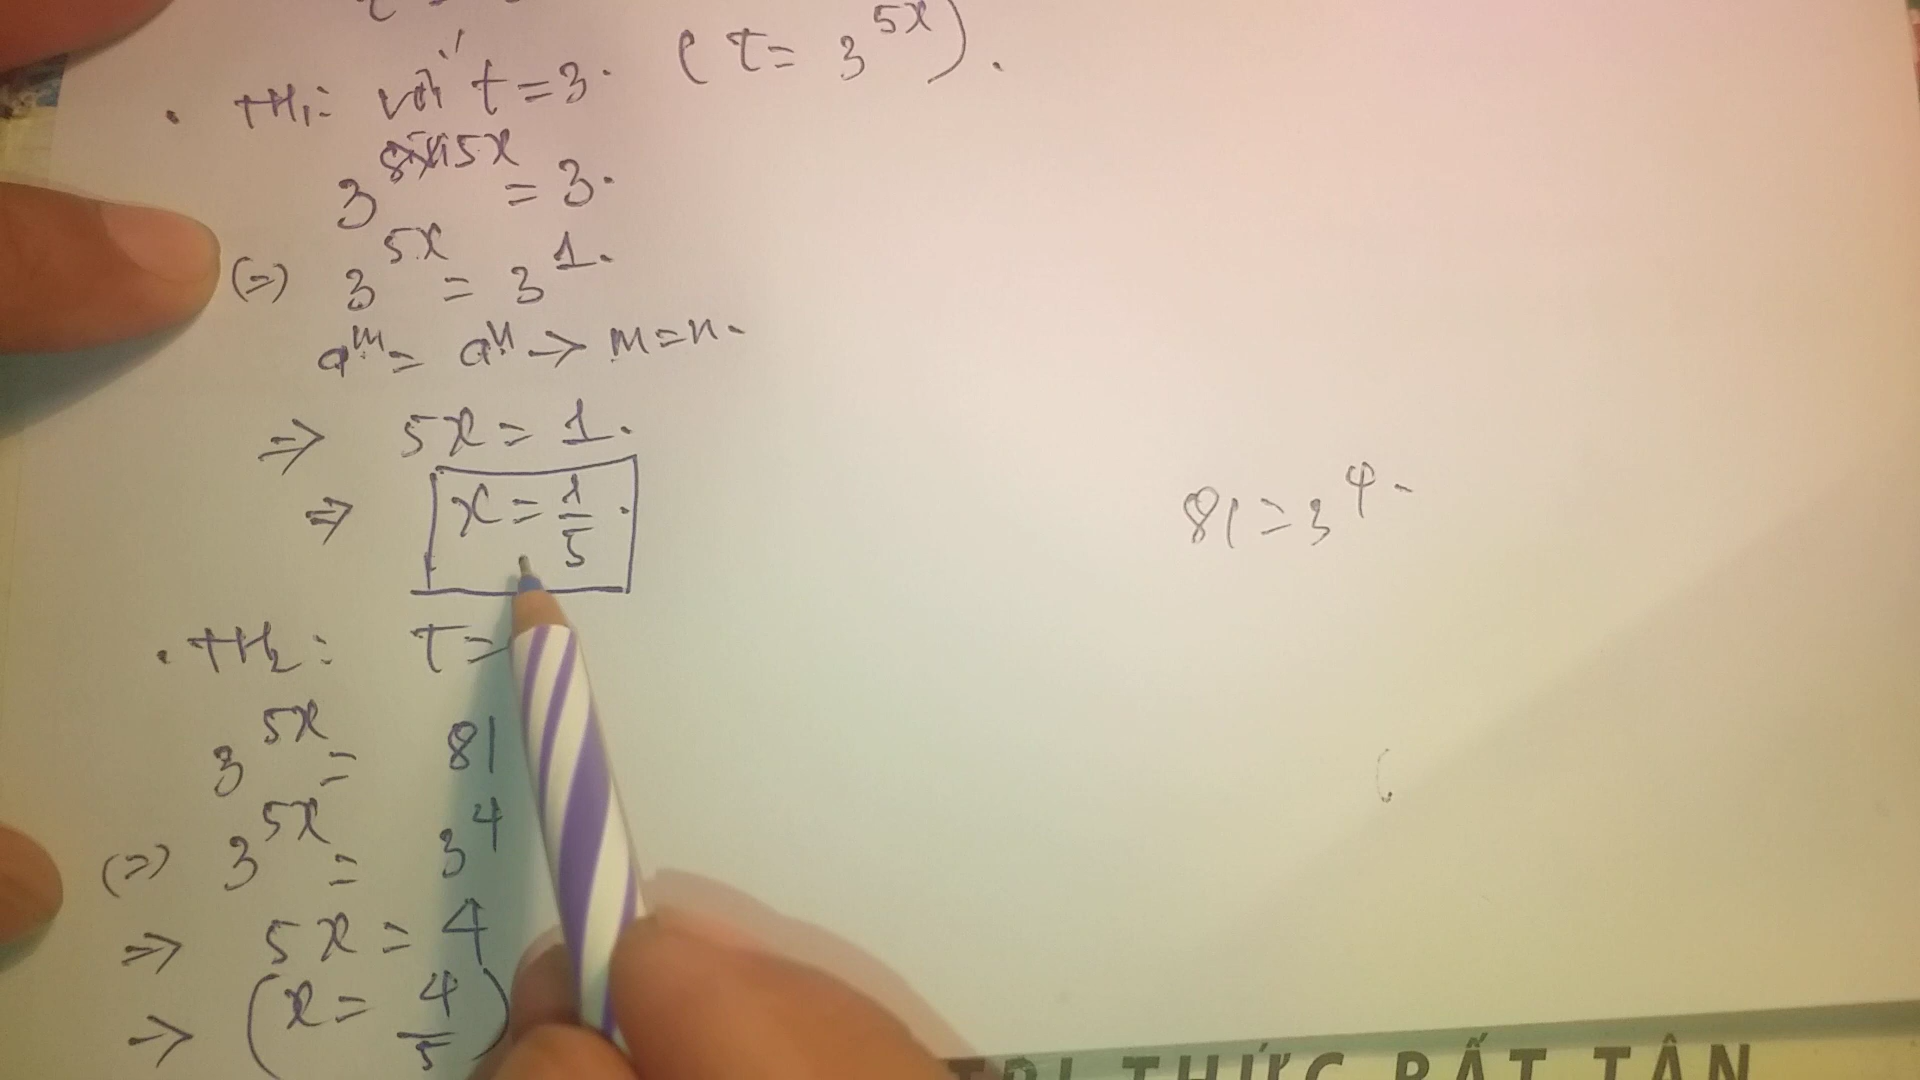 . TH1: với t = 3. (t = 3^5x).
3^5x = 3.
(=) 3^5x = 3^1.
a^m = a^n → m = n.
⇒ 5x = 1.
⇒ x = 1/5.
81 = 3^4.
. TH2: t =
3^5x = 81
(=) 3^5x = 3^4
⇒ 5x = 4
→ (x = 4/5)
TRI THỨC BẤT TẬN